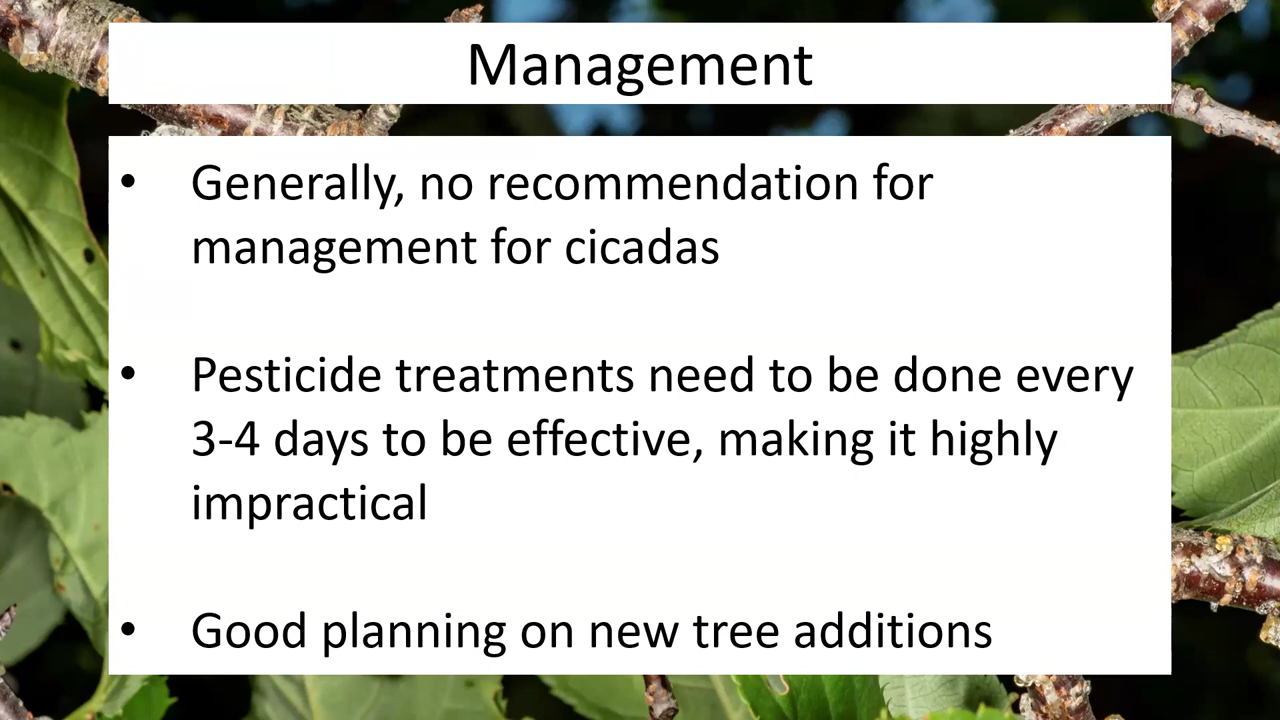 Management
• Generally, no recommendation for
management for cicadas
• Pesticide treatments need to be done every
3-4 days to be effective, making it highly
impractical
• Good planning on new tree additions